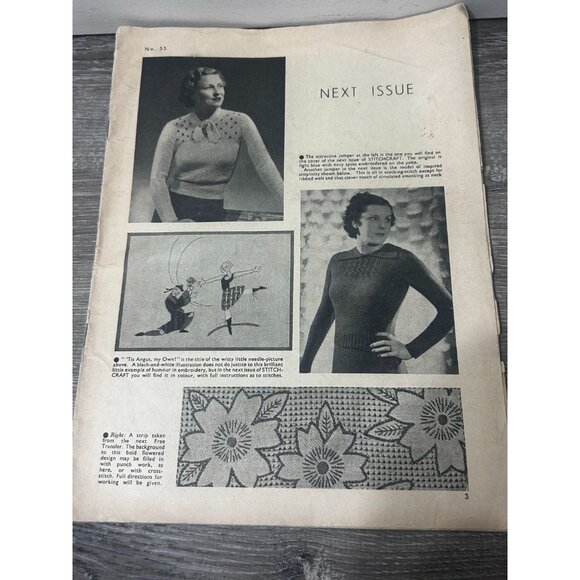 No. 33
NEXT ISSUE
● The attractive jumper at the left is the one you will find on
the cover of the next issue of STITCHCRAFT. The original is
light blue with navy spots embroidered on the yoke.
Another jumper in the next issue is the model of inspired
simplicity shown below. This is all in stocking-stitch except for
ribbed welt and that clever touch of simulated smocking at neck
● " 'Tis Angus, my Own!" is the title of the witty little needle-picture
above. A black-and-white illustration does not do justice to this brilliant
little example of humour in embroidery, but in the next issue of STITCH-
CRAFT you will find it in colour, with full instructions as to stitches.
● Right: A strip taken
from the next Free
Transfer. The background
to this bold flowered
design may be filled in
with punch work, as
here, or with cross-
stitch. Full directions for
working will be given.
3